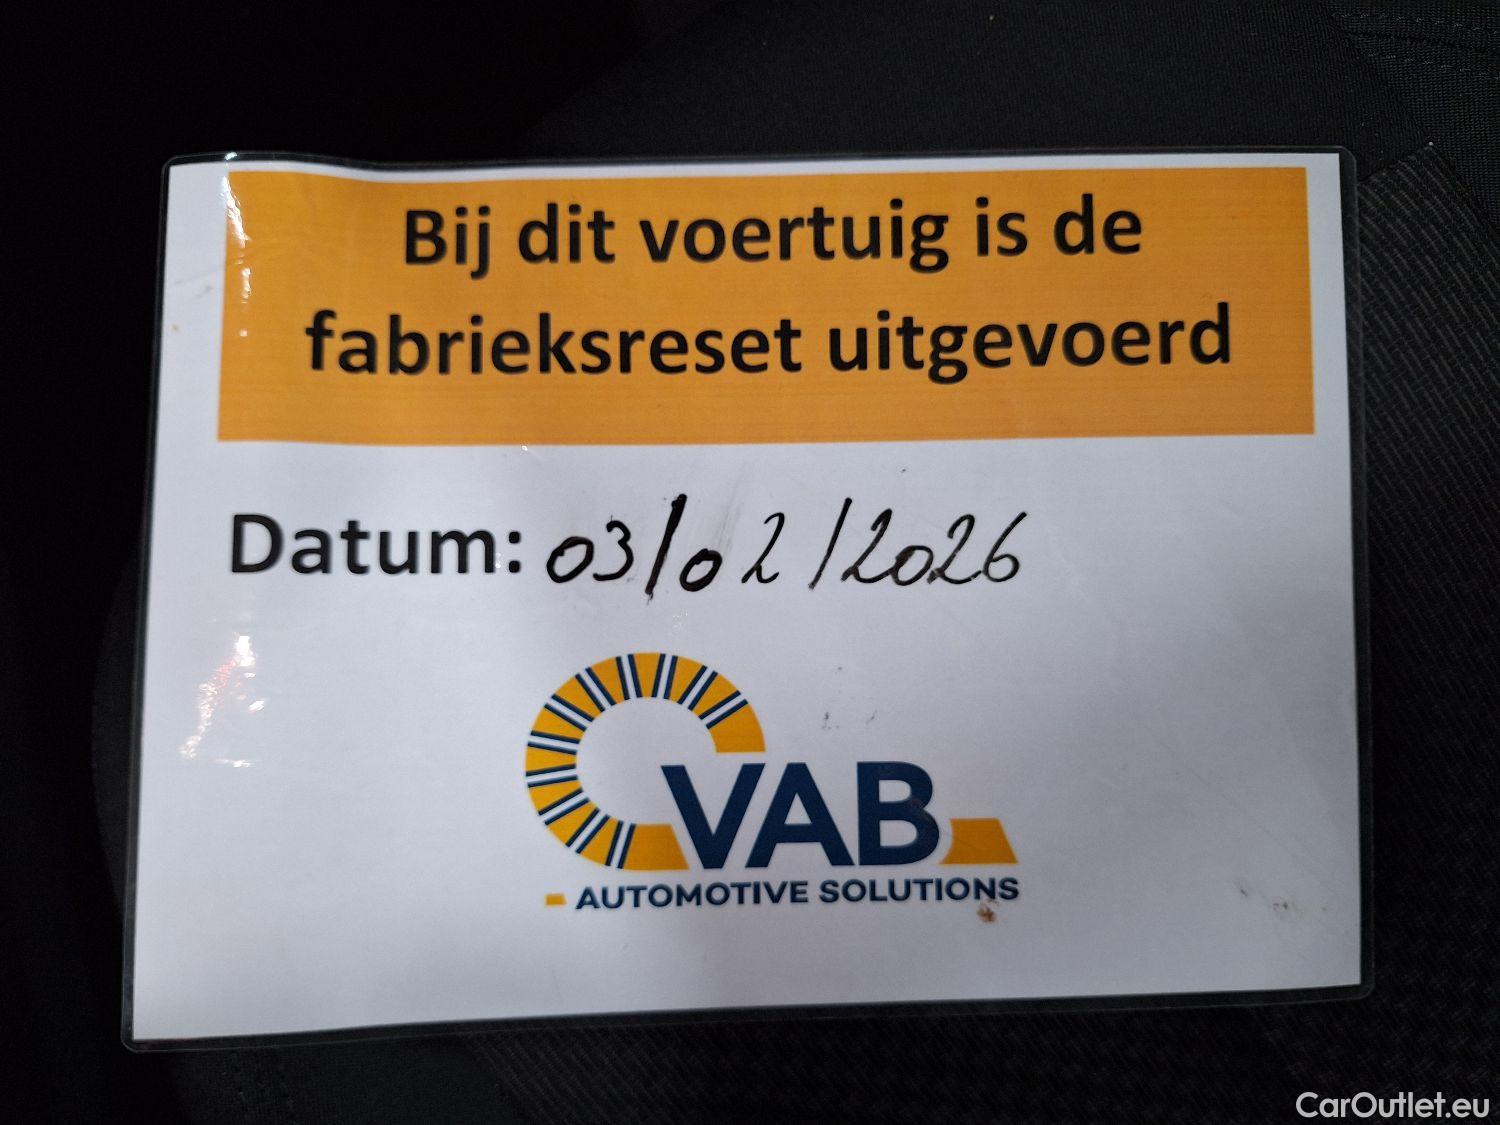 Bij dit voertuig is de
fabrieksreset uitgevoerd
Datum: 03/02/2026
VAB
AUTOMOTIVE SOLUTIONS
CarOutlet.eu